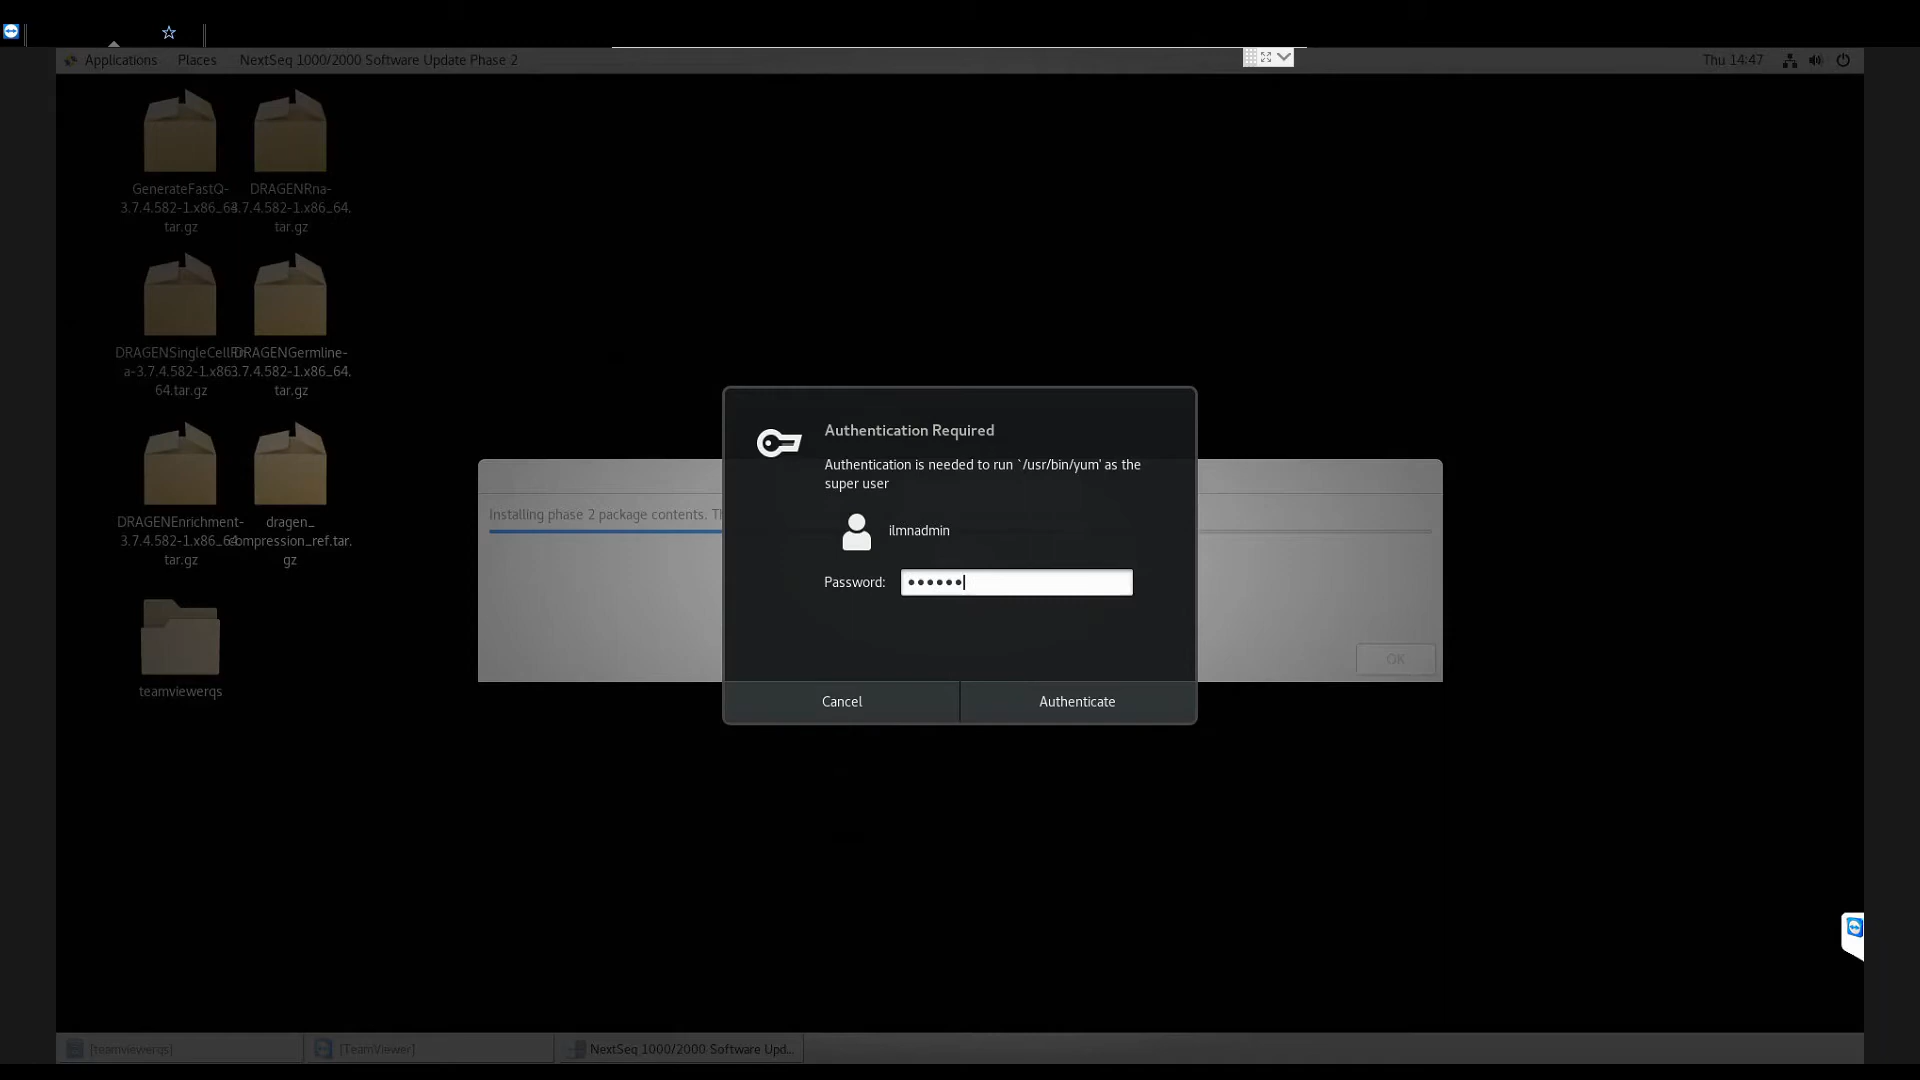 Applications Places NextSeq 1000/2000 Software Update Phase 2 Thu 14:47
GenerateFastQ-
3.7.4.582-1.x86_64.
tar.gz
DRAGENRna-
3.7.4.582-1.x86_64.
tar.gz
3.7.4.582-1.x86_64.
64.tar.gz
DRAGENGermline-
3.7.4.582-1.x86_64.
tar.gz
DRAGENEnrichment-
3.7.4.582-1.x86_64.
tar.gz
dragen_
compression_ref.tar.
gz
teamviewerqs
Installing phase 2 package contents.
Authentication Required
Authentication is needed to run `/usr/bin/yum' as the
super user
ilmnadmin
Password: ••••••
Cancel Authenticate
OK
[teamviewerqs] [TeamViewer] NextSeq 1000/2000 Software Upd...